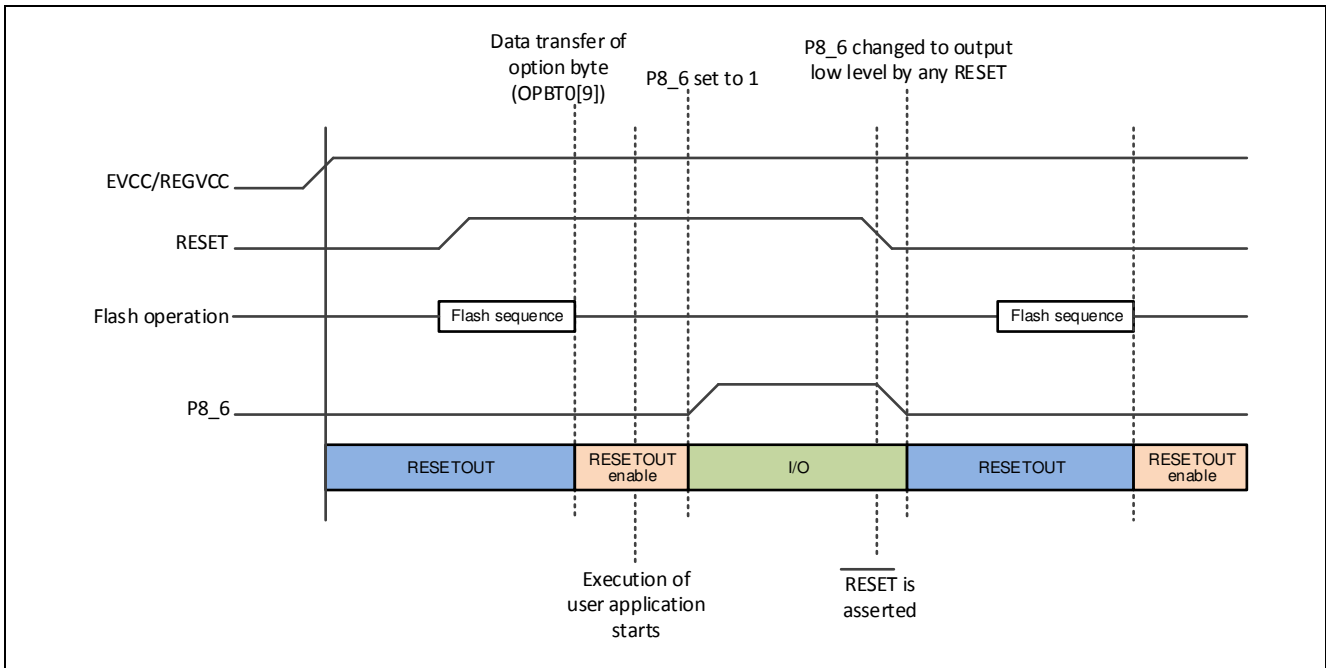 Data transfer of
option byte
(OPBT0[9])
P8_6 set to 1
P8_6 changed to output
low level by any RESET
EVCC/REGVCC
RESET
Flash operation
Flash sequence
Flash sequence
P8_6
RESETOUT
RESETOUT
enable
I/O
RESETOUT
RESETOUT
enable
Execution of
user application
starts
RESET is
asserted